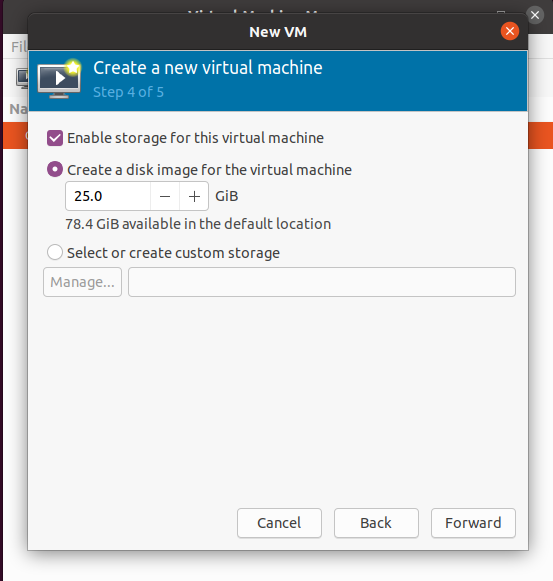 New VM
Fil
Na
Create a new virtual machine
Step 4 of 5
Enable storage for this virtual machine
Create a disk image for the virtual machine
25.0 − + GiB
78.4 GiB available in the default location
Select or create custom storage
Manage...
Cancel Back Forward